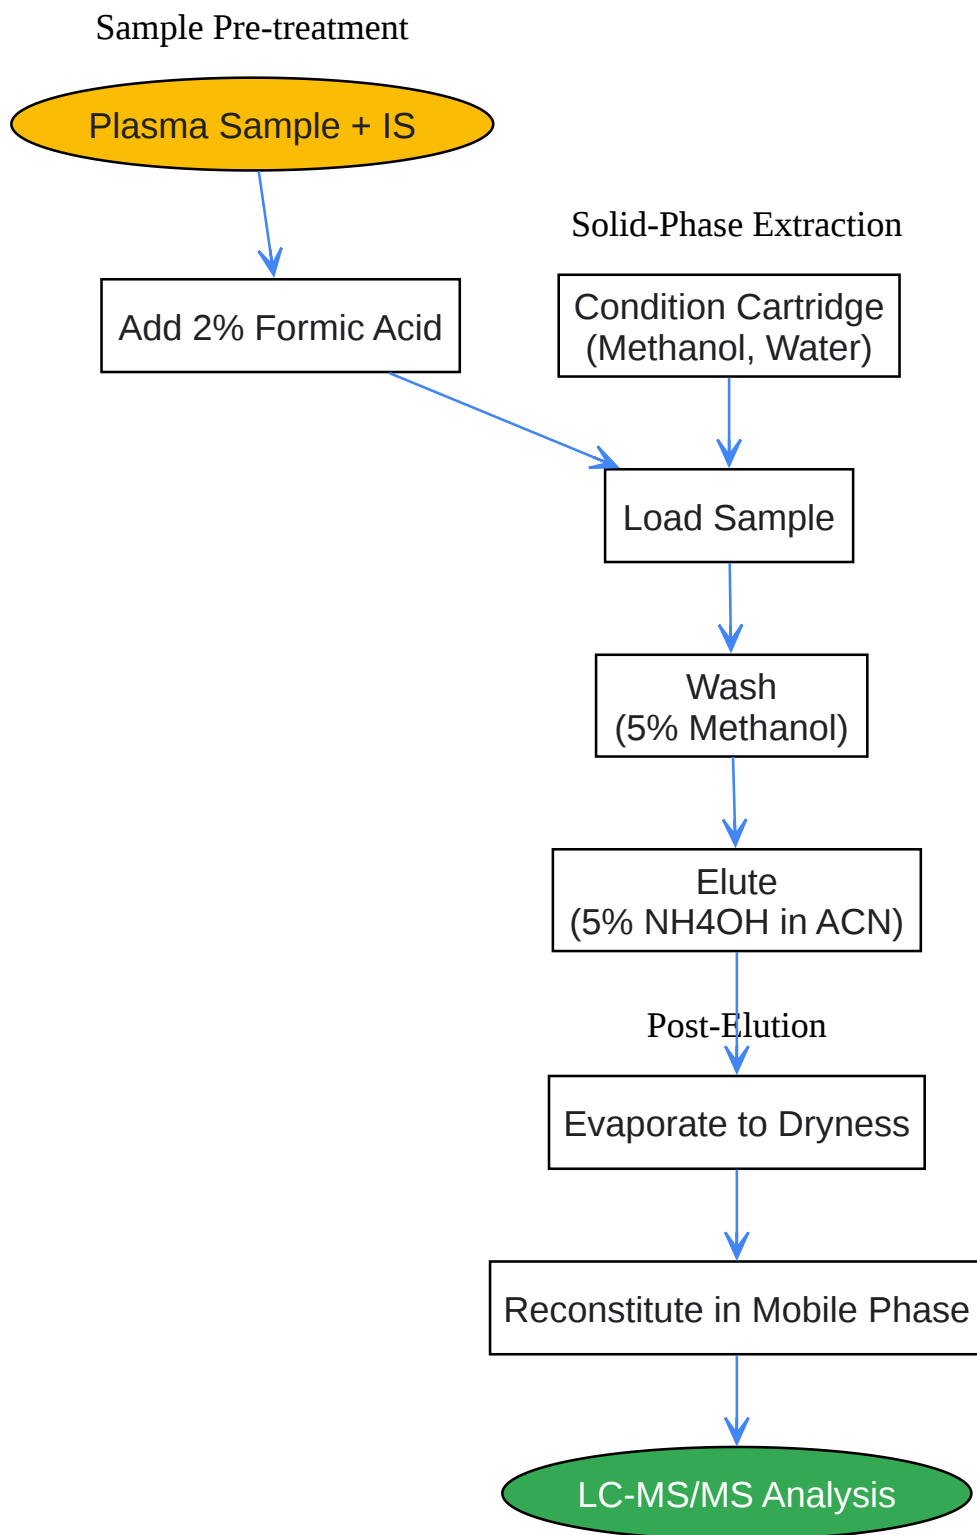 Sample Pre-treatment
Plasma Sample + IS
Add 2% Formic Acid
Solid-Phase Extraction
Condition Cartridge
(Methanol, Water)
Load Sample
Wash
(5% Methanol)
Elute
(5% NH4OH in ACN)
Post-Elution
Evaporate to Dryness
Reconstitute in Mobile Phase
LC-MS/MS Analysis